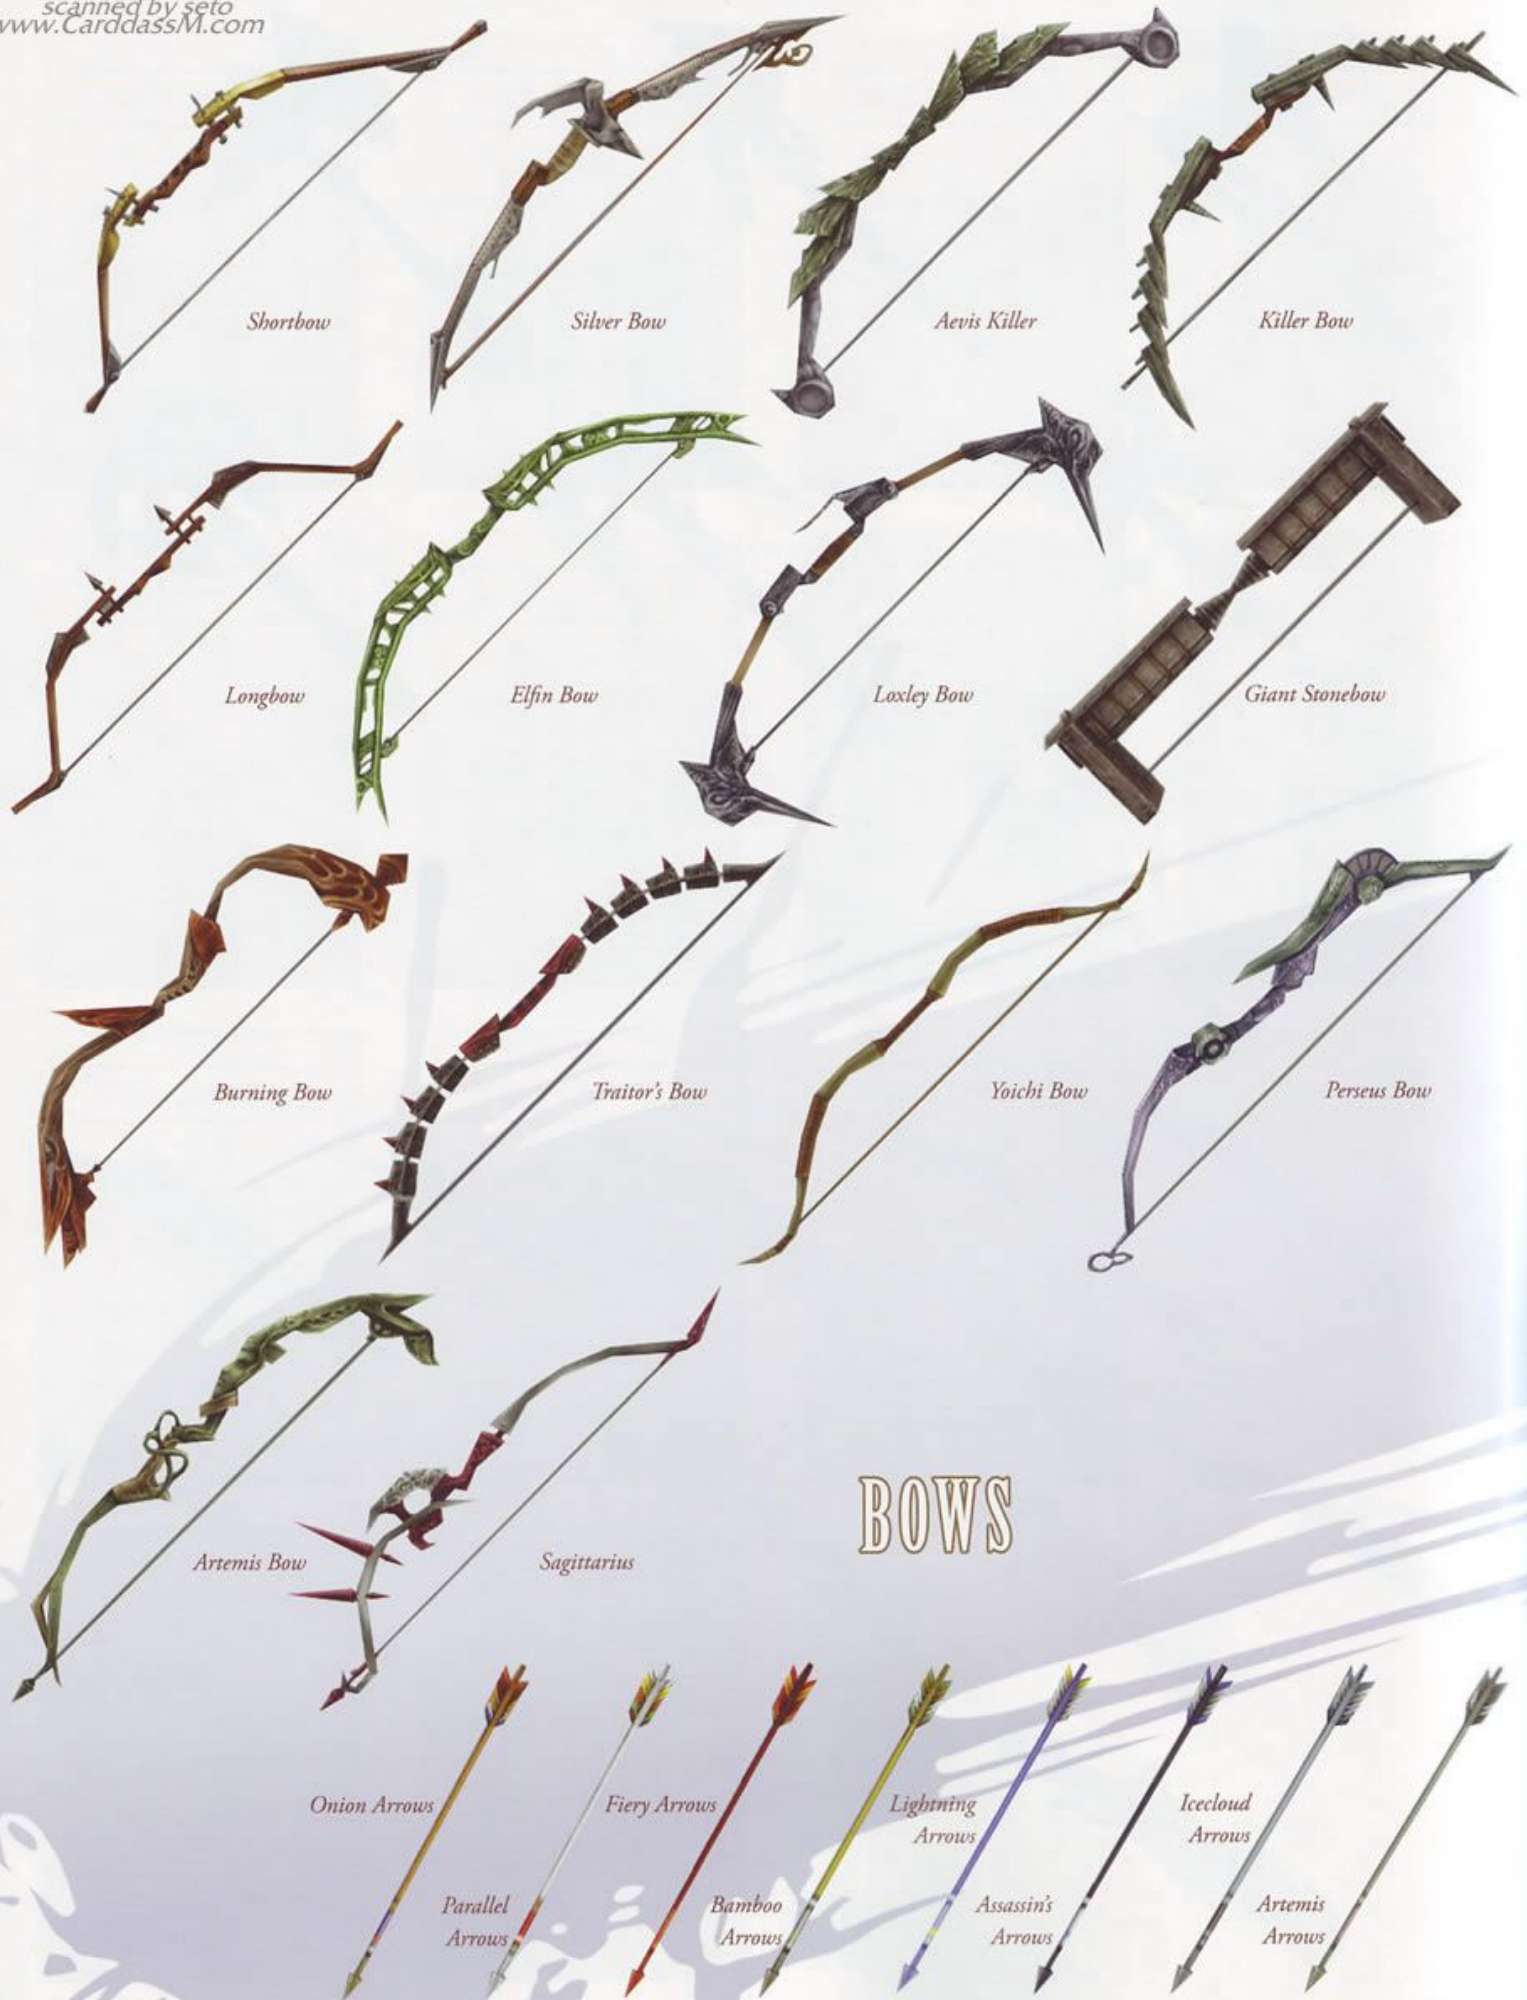 scanned by seto
www.CarddassM.com
Shortbow
Silver Bow
Aevis Killer
Killer Bow
Longbow
Elfin Bow
Loxley Bow
Giant Stonebow
Burning Bow
Traitor's Bow
Yoichi Bow
Perseus Bow
Artemis Bow
Sagittarius
BOWS
Onion Arrows
Parallel
Arrows
Fiery Arrows
Bamboo
Arrows
Lightning
Arrows
Assassin's
Arrows
Icecloud
Arrows
Artemis
Arrows